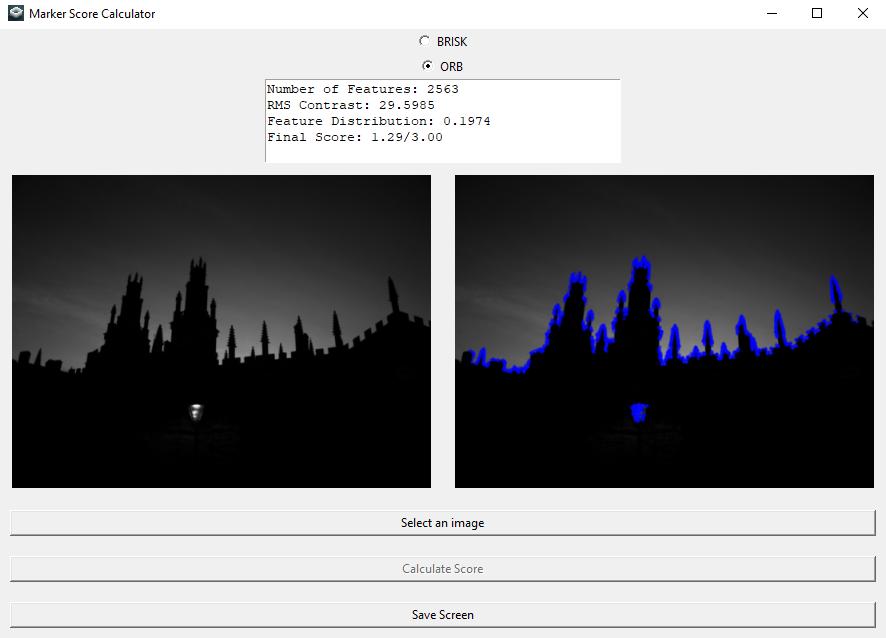 Marker Score Calculator
BRISK
ORB
Number of Features: 2563
RMS Contrast: 29.5985
Feature Distribution: 0.1974
Final Score: 1.29/3.00
Select an image
Calculate Score
Save Screen